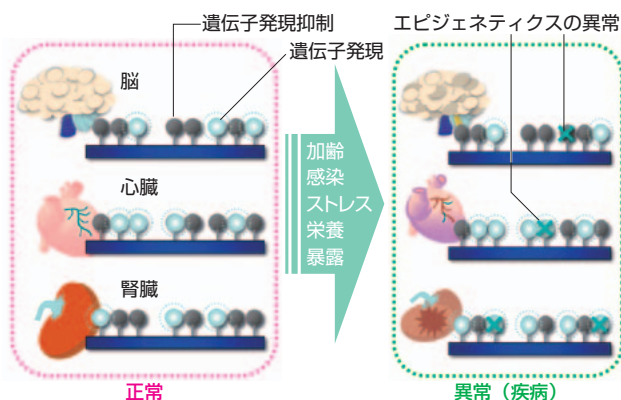 遺伝子発現抑制
遺伝子発現
エピジェネティクスの異常
脳
心臓
腎臓
加齢
感染
ストレス
栄養
暴露
正常
異常（疾病）